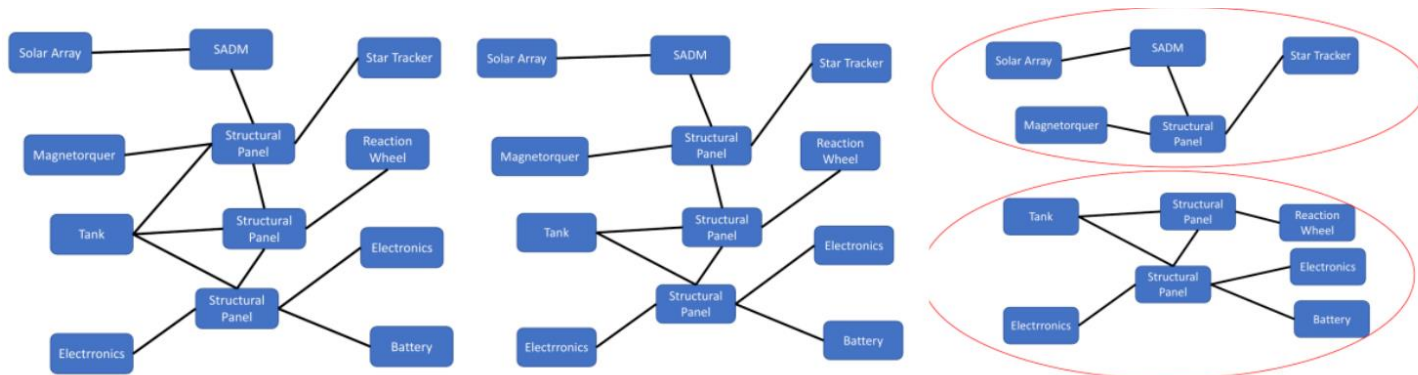 Solar Array
SADM
Star Tracker
Structural
Panel
Magnetorquer
Reaction
Wheel
Tank
Structural
Panel
Electronics
Structural
Panel
Electrronics
Battery
Solar Array
SADM
Star Tracker
Structural
Panel
Magnetorquer
Reaction
Wheel
Tank
Structural
Panel
Electronics
Structural
Panel
Electrronics
Battery
Solar Array
SADM
Star Tracker
Magnetorquer
Structural
Panel
Tank
Structural
Panel
Reaction
Wheel
Electronics
Structural
Panel
Electrronics
Battery